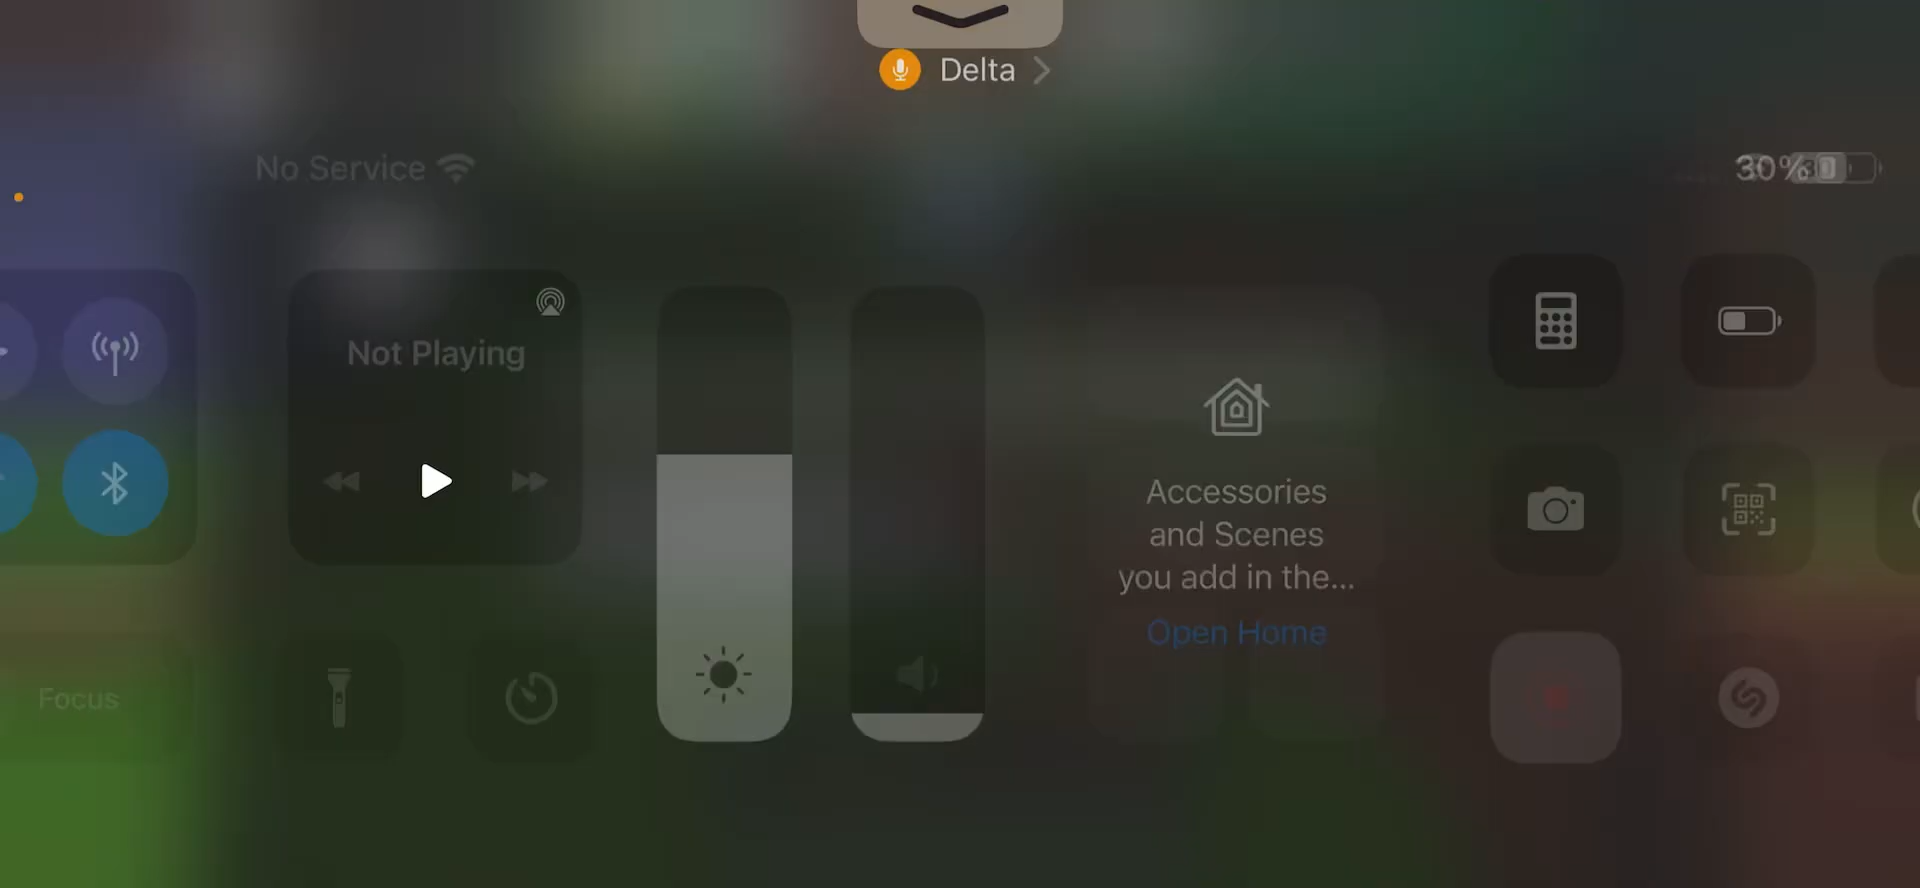 Delta
No Service
30%
Not Playing
Accessories
and Scenes
you add in the...
Open Home
Focus